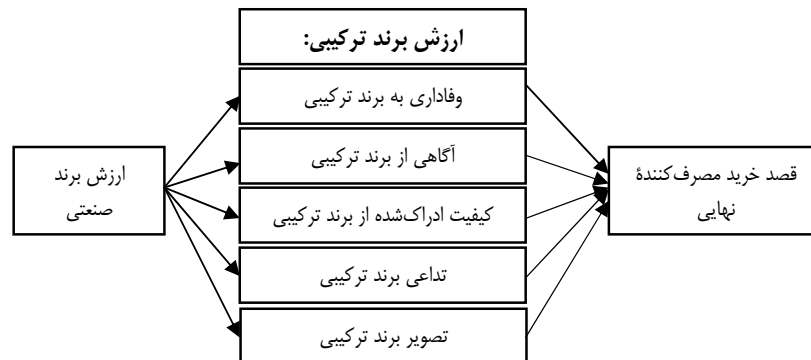 ارزش برند ترکیبی:
وفاداری به برند ترکیبی
آگاهی از برند ترکیبی
کیفیت ادراک‌شده از برند ترکیبی
تداعی برند ترکیبی
تصویر برند ترکیبی
قصد خرید مصرف‌کنندۀ
نهایی
ارزش برند
صنعتی